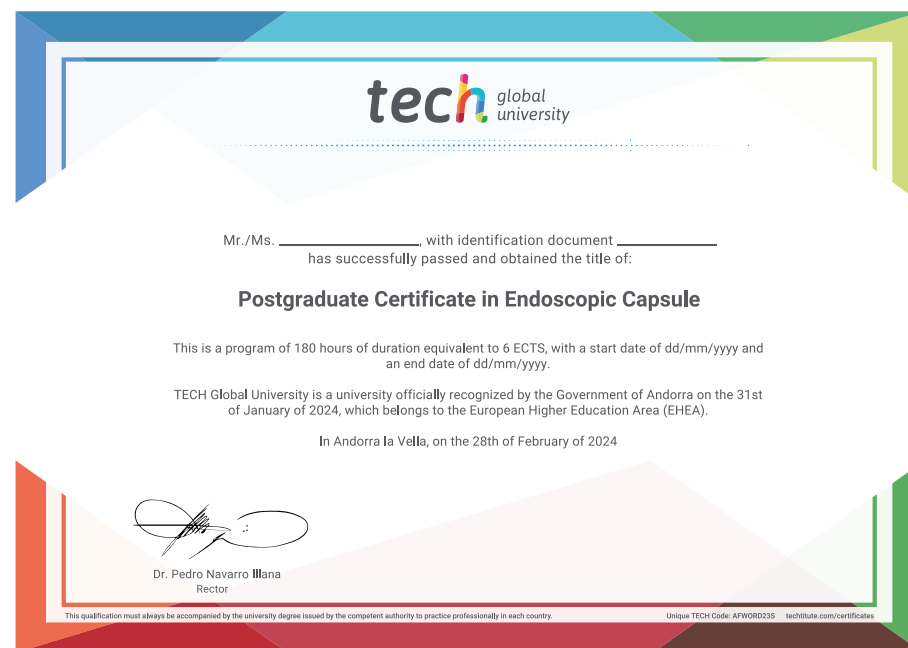 tech global university
Mr./Ms. ____________, with identification document ____________
has successfully passed and obtained the title of:
Postgraduate Certificate in Endoscopic Capsule
This is a program of 180 hours of duration equivalent to 6 ECTS, with a start date of dd/mm/yyyy and
an end date of dd/mm/yyyy.
TECH Global University is a university officially recognized by the Government of Andorra on the 31st
of January of 2024, which belongs to the European Higher Education Area (EHEA).
In Andorra la Vella, on the 28th of February of 2024
Dr. Pedro Navarro Illana
Rector
This qualification must always be accompanied by the university degree issued by the competent authority to practice professionally in each country.
Unique TECH Code: AFWORD23S techtitute.com/certificates